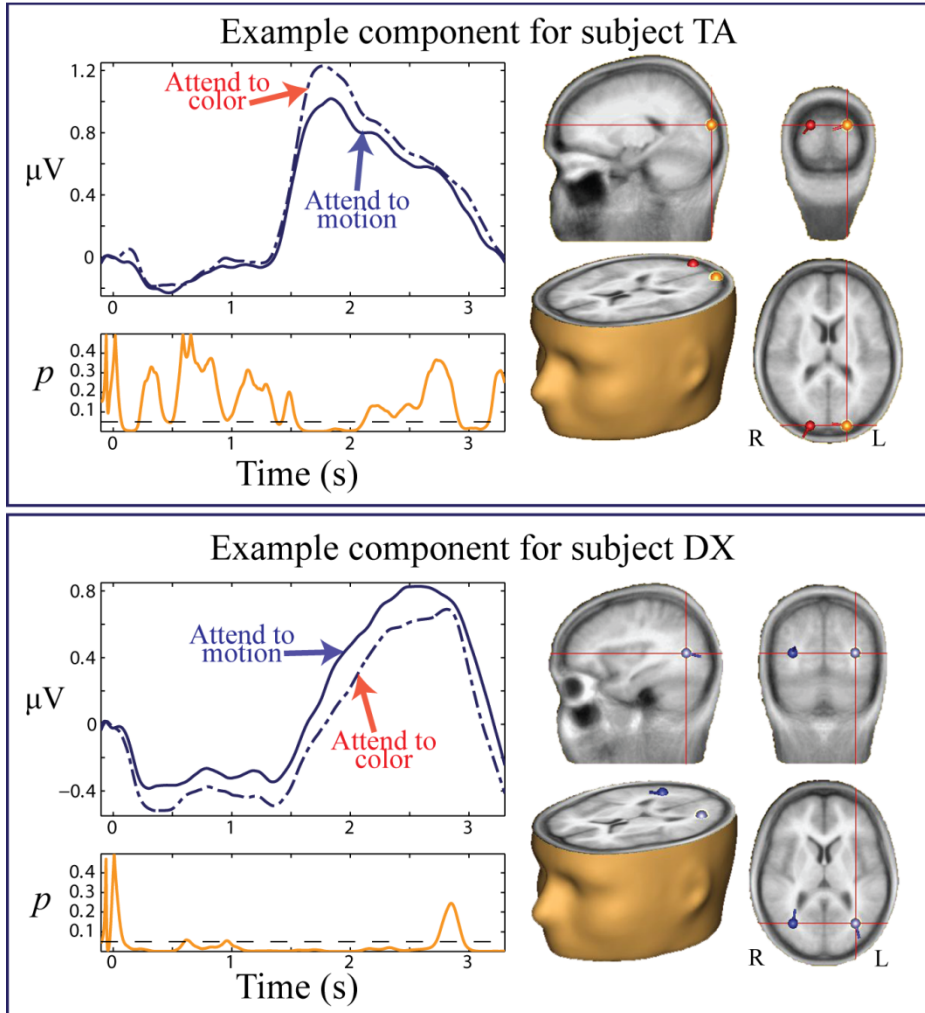 Example component for subject TA
1.2
0.8
μV
0.4
0
Attend to
color
Attend to
motion
0 1 2 3
0.4
0.3
p
0.2
0.1
0 1 2 3
Time (s)
R L
Example component for subject DX
0.8
0.4
μV
0
−0.4
Attend to
motion
Attend to
color
0 1 2 3
0.4
0.3
p
0.2
0.1
0 1 2 3
Time (s)
R L